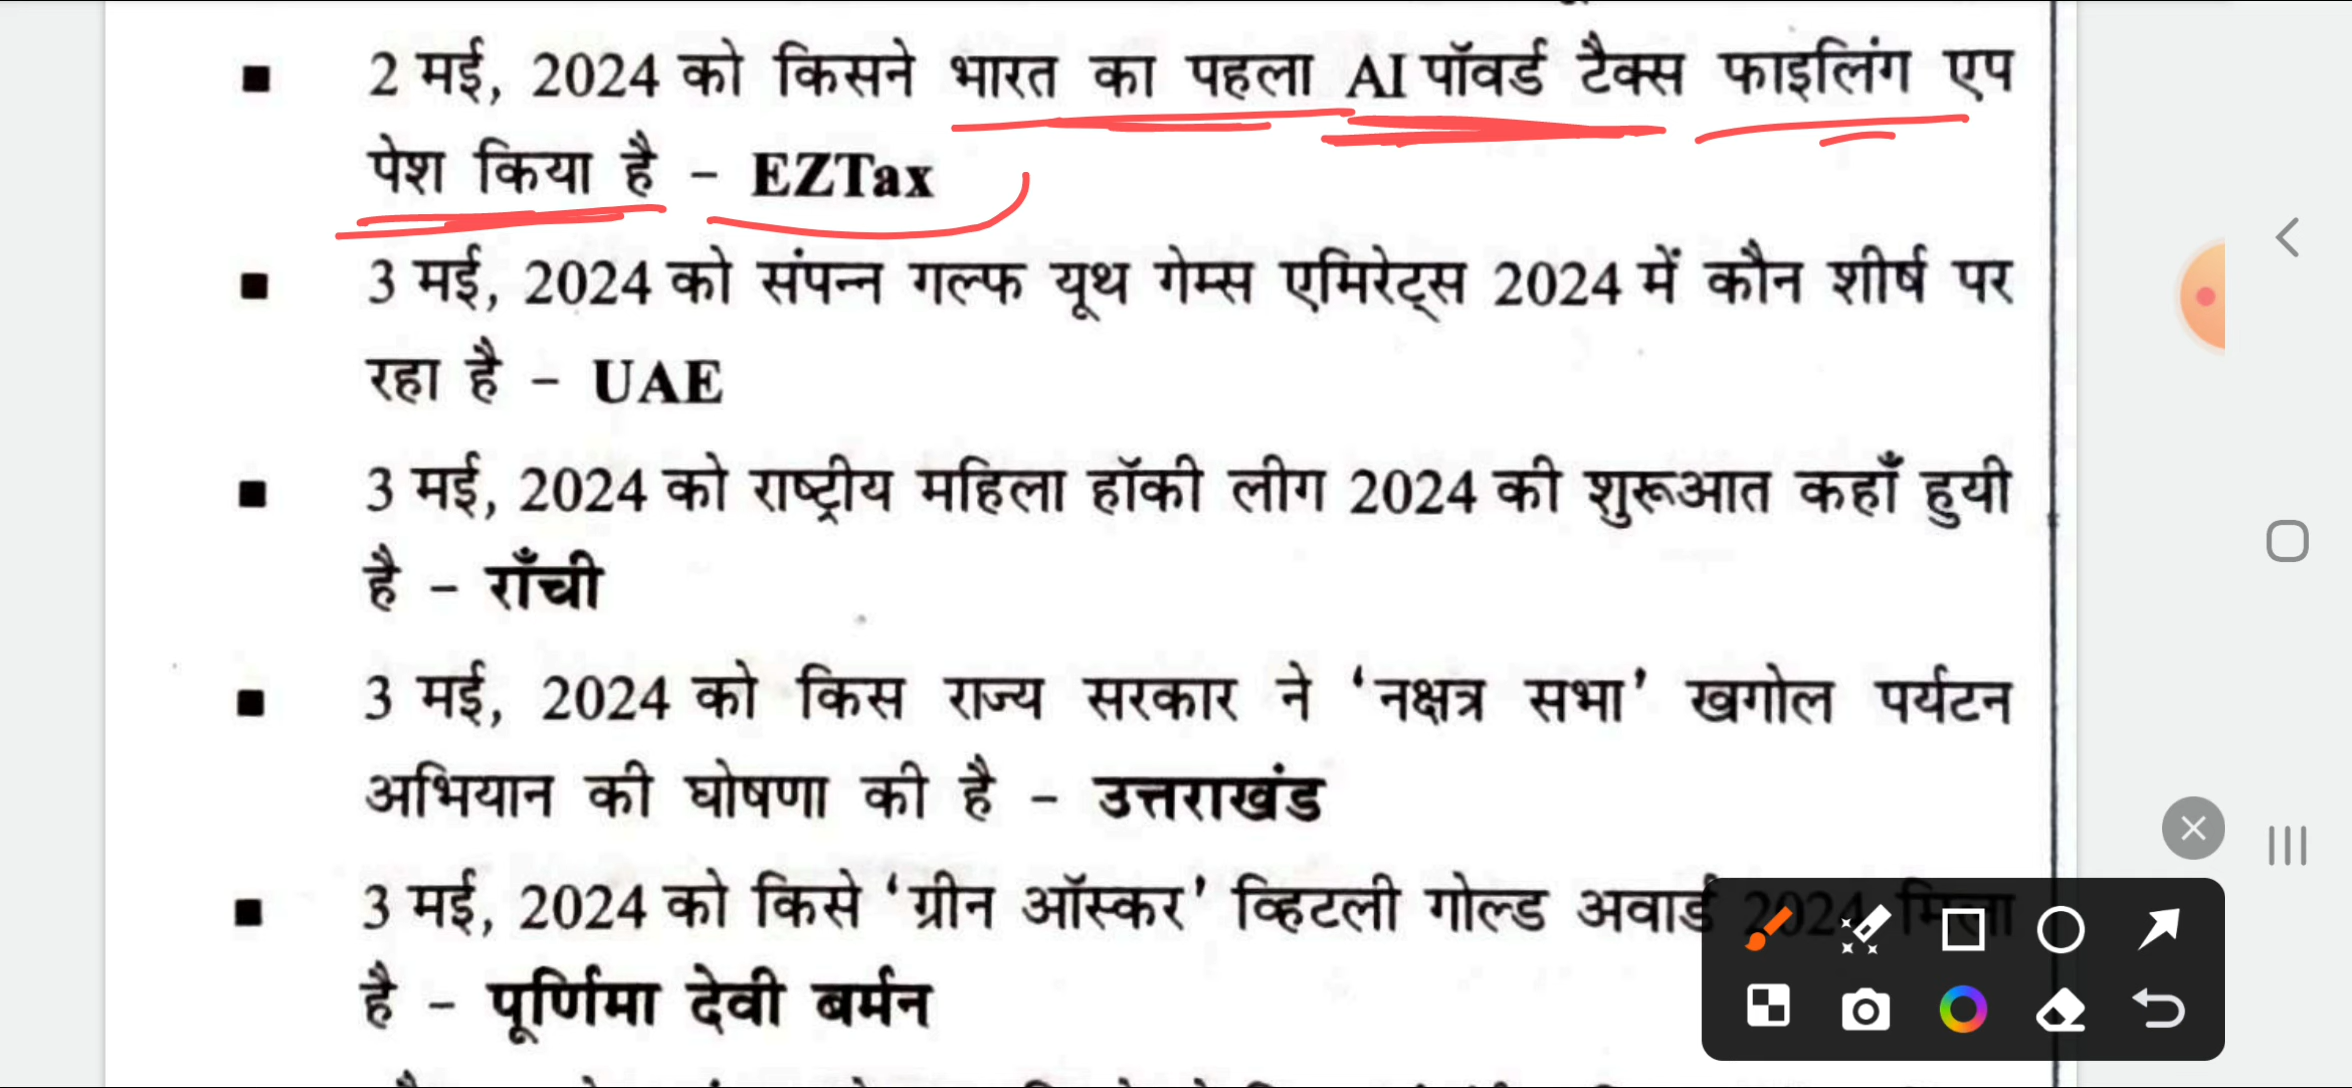 ■ 2 मई, 2024 को किसने भारत का पहला AI पॉवर्ड टैक्स फाइलिंग एप
पेश किया है – EZTax
■ 3 मई, 2024 को संपन्न गल्फ यूथ गेम्स एमिरेट्स 2024 में कौन शीर्ष पर
रहा है – UAE
■ 3 मई, 2024 को राष्ट्रीय महिला हॉकी लीग 2024 की शुरूआत कहाँ हुयी
है – राँची
■ 3 मई, 2024 को किस राज्य सरकार ने ‘नक्षत्र सभा’ खगोल पर्यटन
अभियान की घोषणा की है – उत्तराखंड
■ 3 मई, 2024 को किसे ‘ग्रीन ऑस्कर’ व्हिटली गोल्ड अवार्ड 2024 मिला
है – पूर्णिमा देवी बर्मन